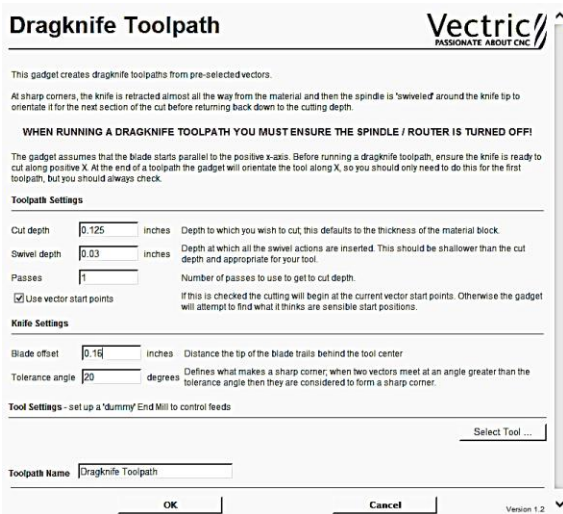 Dragknife Toolpath
Vectric
PASSIONATE ABOUT CNC
This gadget creates dragknife toolpaths from pre-selected vectors.
At sharp corners, the knife is retracted almost all the way from the material and then the spindle is 'swiveled' around the knife tip to
orientate it for the next section of the cut before returning back down to the cutting depth.
WHEN RUNNING A DRAGKNIFE TOOLPATH YOU MUST ENSURE THE SPINDLE / ROUTER IS TURNED OFF!
The gadget assumes that the blade starts parallel to the positive x-axis. Before running a dragknife toolpath, ensure the knife is ready to
cut along positive X. At the end of a toolpath the gadget will orientate the tool along X, so you should only need to do this for the first
toolpath, but you should always check.
Toolpath Settings
Cut depth 0.125 inches Depth to which you wish to cut; this defaults to the thickness of the material block.
Swivel depth 0.03 inches Depth at which all the swivel actions are inserted. This should be shallower than the cut
depth and appropriate for your tool.
Passes 1 Number of passes to use to get to cut depth.
Use vector start points If this is checked the cutting will begin at the current vector start points. Otherwise the gadget
will attempt to find what it thinks are sensible start positions.
Knife Settings
Blade offset 0.16 inches Distance the tip of the blade trails behind the tool center
Tolerance angle 20 degrees Defines what makes a sharp corner; when two vectors meet at an angle greater than the
tolerance angle then they are considered to form a sharp corner.
Tool Settings - set up a 'dummy' End Mill to control feeds
Select Tool ...
Toolpath Name Dragknife Toolpath
OK Cancel Version 1.2